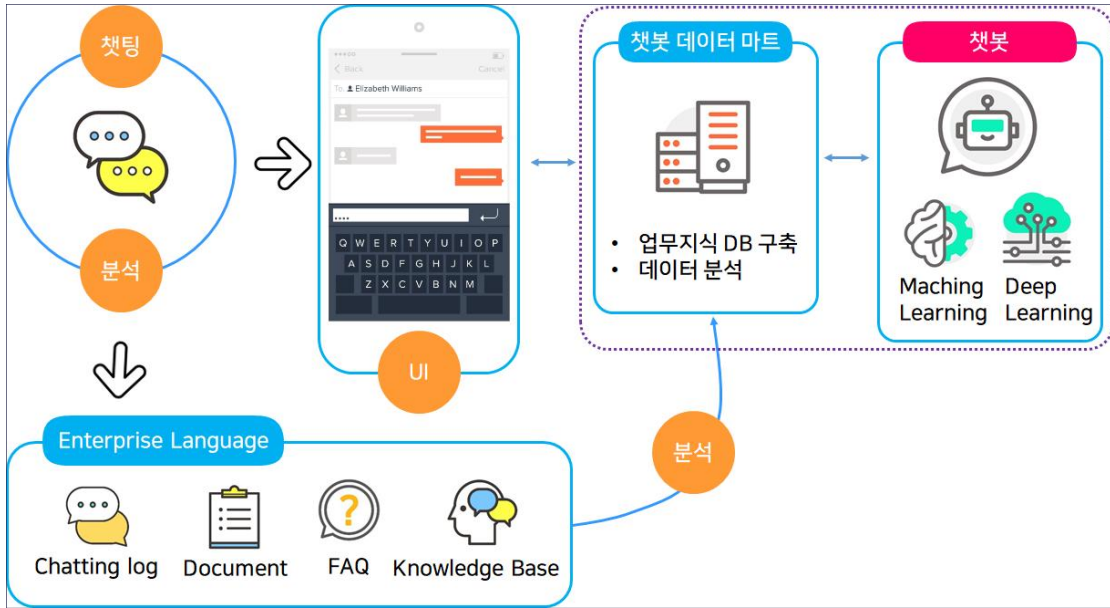 챗팅
분석
Back
Cancel
To. Elizabeth Williams
....
Q W E R T Y U I O P
A S D F G H J K L
Z X C V B N M
UI
챗봇 데이터 마트
• 업무지식 DB 구축
• 데이터 분석
챗봇
Maching
Learning
Deep
Learning
Enterprise Language
Chatting log
Document
FAQ
Knowledge Base
분석